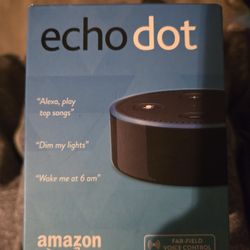 echo dot
"Alexa, play
top songs"
"Dim my lights"
"Wake me at 6 am"
FAR-FIELD
VOICE CONTROL
amazon